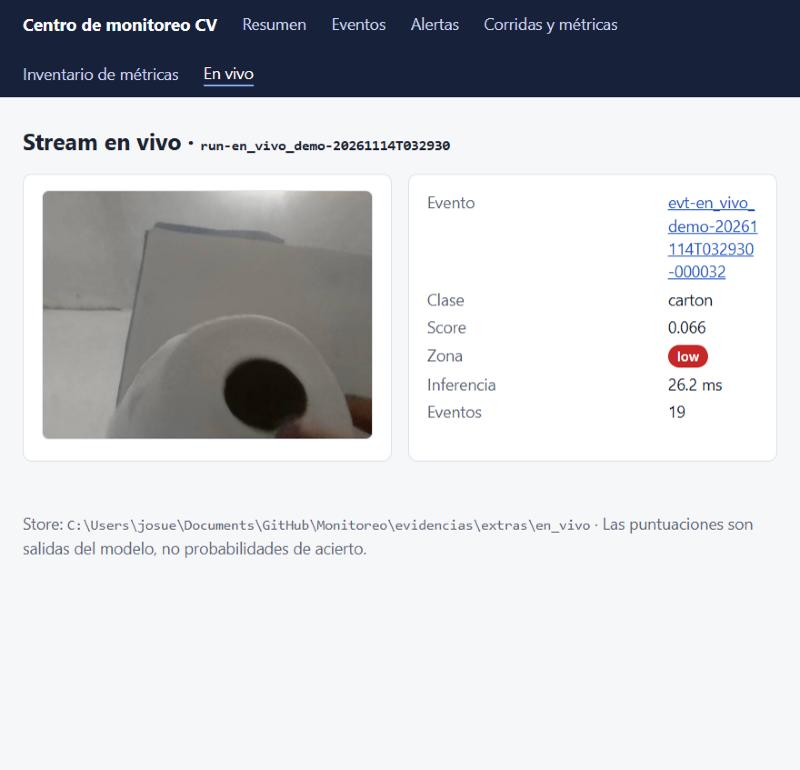 Centro de monitoreo CV Resumen Eventos Alertas Corridas y métricas
Inventario de métricas En vivo
Stream en vivo · run-en_vivo_demo-20261114T032930
Evento evt-en_vivo_
demo-20261
114T032930
-000032
Clase carton
Score 0.066
Zona low
Inferencia 26.2 ms
Eventos 19
Store: C:\Users\josue\Documents\GitHub\Monitoreo\evidencias\extras\en_vivo · Las puntuaciones son
salidas del modelo, no probabilidades de acierto.